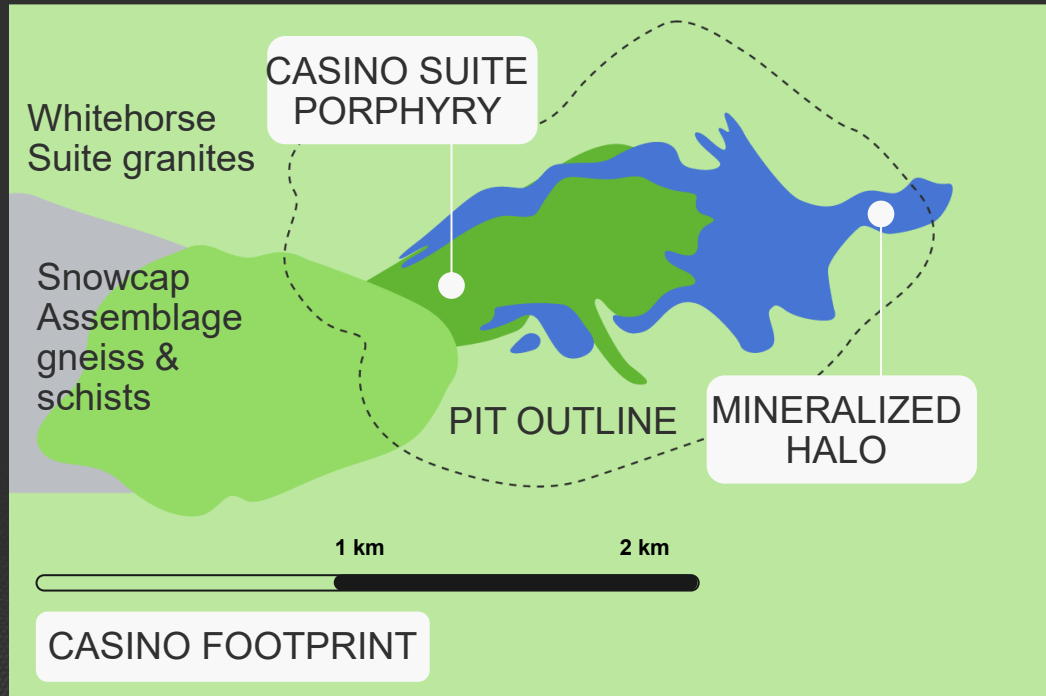 CASINO SUITE
PORPHYRY
Whitehorse
Suite granites
Snowcap
Assemblage
gneiss &
schists
PIT OUTLINE
MINERALIZED
HALO
1 km
2 km
CASINO FOOTPRINT